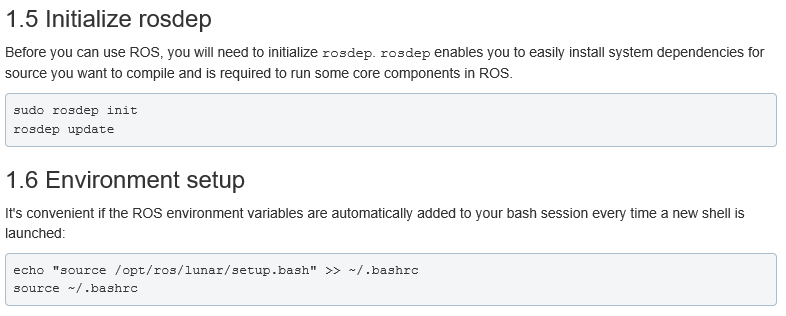 1.5 Initialize rosdep
Before you can use ROS, you will need to initialize rosdep. rosdep enables you to easily install system dependencies for
source you want to compile and is required to run some core components in ROS.
sudo rosdep init
rosdep update
1.6 Environment setup
It's convenient if the ROS environment variables are automatically added to your bash session every time a new shell is
launched:
echo "source /opt/ros/lunar/setup.bash" >> ~/.bashrc
source ~/.bashrc